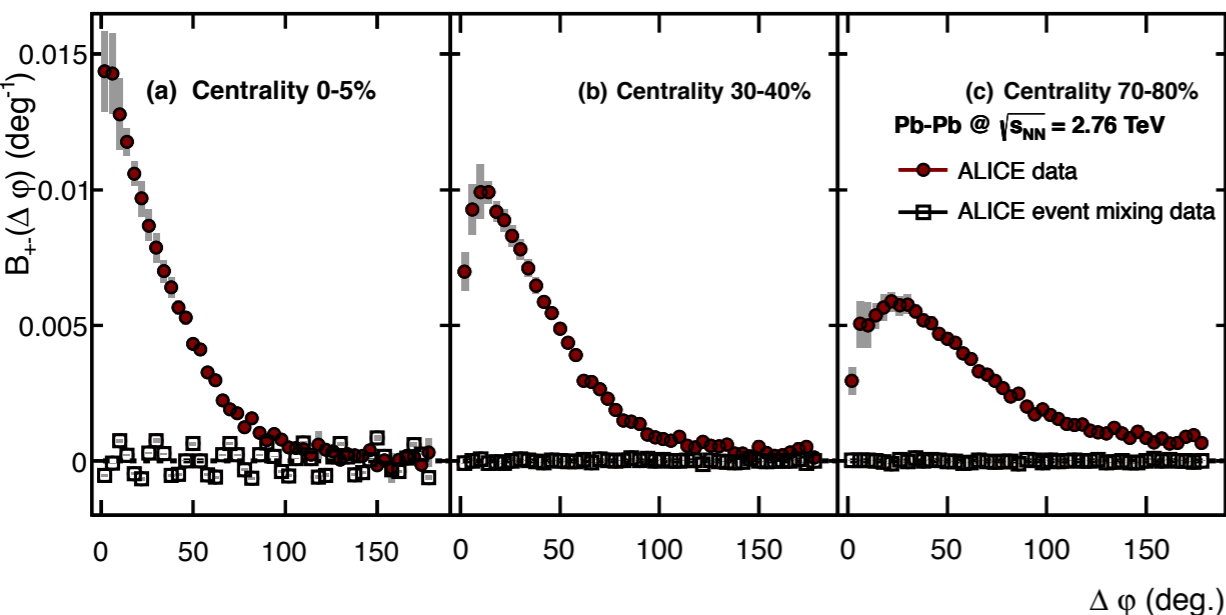 B+-(Δ φ) (deg-1)
0.015
0.01
0.005
0
(a) Centrality 0-5%
(b) Centrality 30-40%
(c) Centrality 70-80%
Pb-Pb @ √sNN = 2.76 TeV
ALICE data
ALICE event mixing data
0 50 100 150
0 50 100 150
0 50 100 150
Δ φ (deg.)